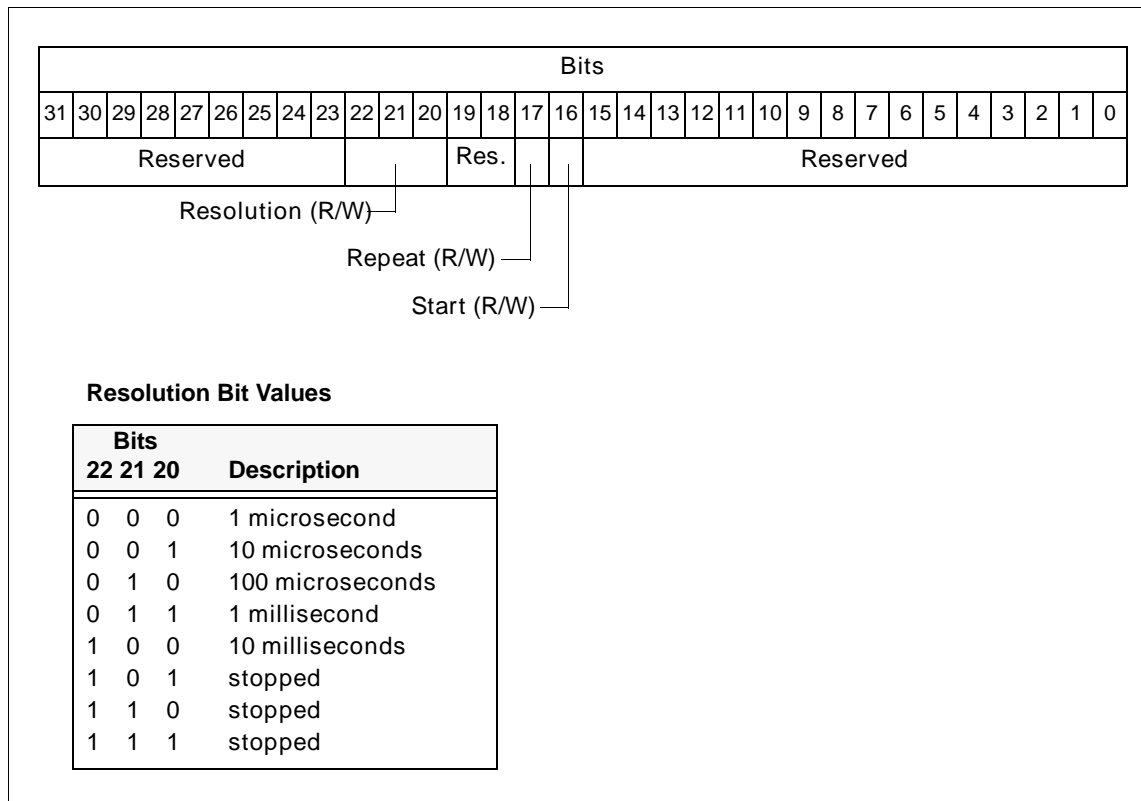 Bits
31 30 29 28 27 26 25 24 23 22 21 20 19 18 17 16 15 14 13 12 11 10 9 8 7 6 5 4 3 2 1 0
Reserved Res. Reserved
Resolution (R/W)
Repeat (R/W)
Start (R/W)
Resolution Bit Values
Bits
22 21 20 Description
0 0 0 1 microsecond
0 0 1 10 microseconds
0 1 0 100 microseconds
0 1 1 1 millisecond
1 0 0 10 milliseconds
1 0 1 stopped
1 1 0 stopped
1 1 1 stopped